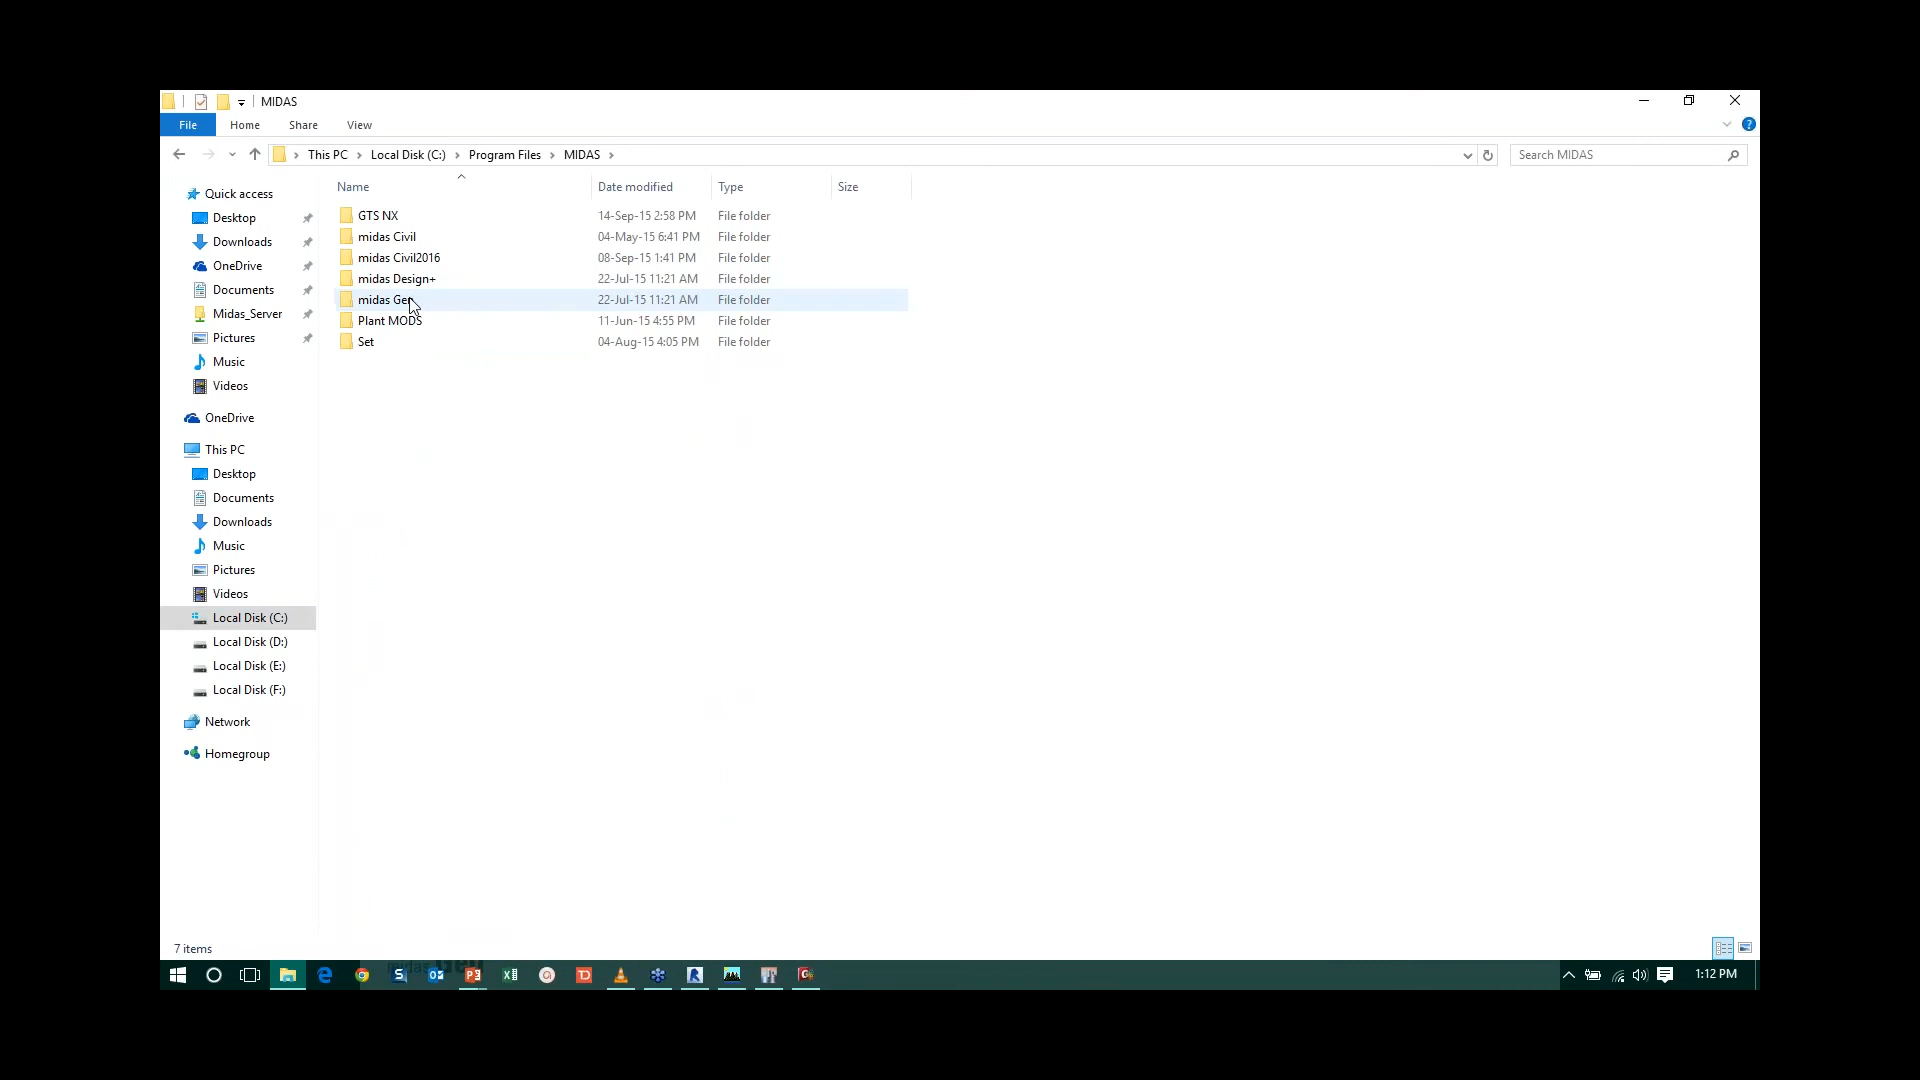 MIDAS
File Home Share View
This PC > Local Disk (C:) > Program Files > MIDAS >
Search MIDAS
Name Date modified Type Size
Quick access
Desktop
Downloads
OneDrive
Documents
Midas_Server
Pictures
Music
Videos
OneDrive
This PC
Desktop
Documents
Downloads
Music
Pictures
Videos
Local Disk (C:)
Local Disk (D:)
Local Disk (E:)
Local Disk (F:)
Network
Homegroup
GTS NX 14-Sep-15 2:58 PM File folder
midas Civil 04-May-15 6:41 PM File folder
midas Civil2016 08-Sep-15 1:41 PM File folder
midas Design+ 22-Jul-15 11:21 AM File folder
midas Gen 22-Jul-15 11:21 AM File folder
Plant MODS 11-Jun-15 4:55 PM File folder
Set 04-Aug-15 4:05 PM File folder
7 items
1:12 PM